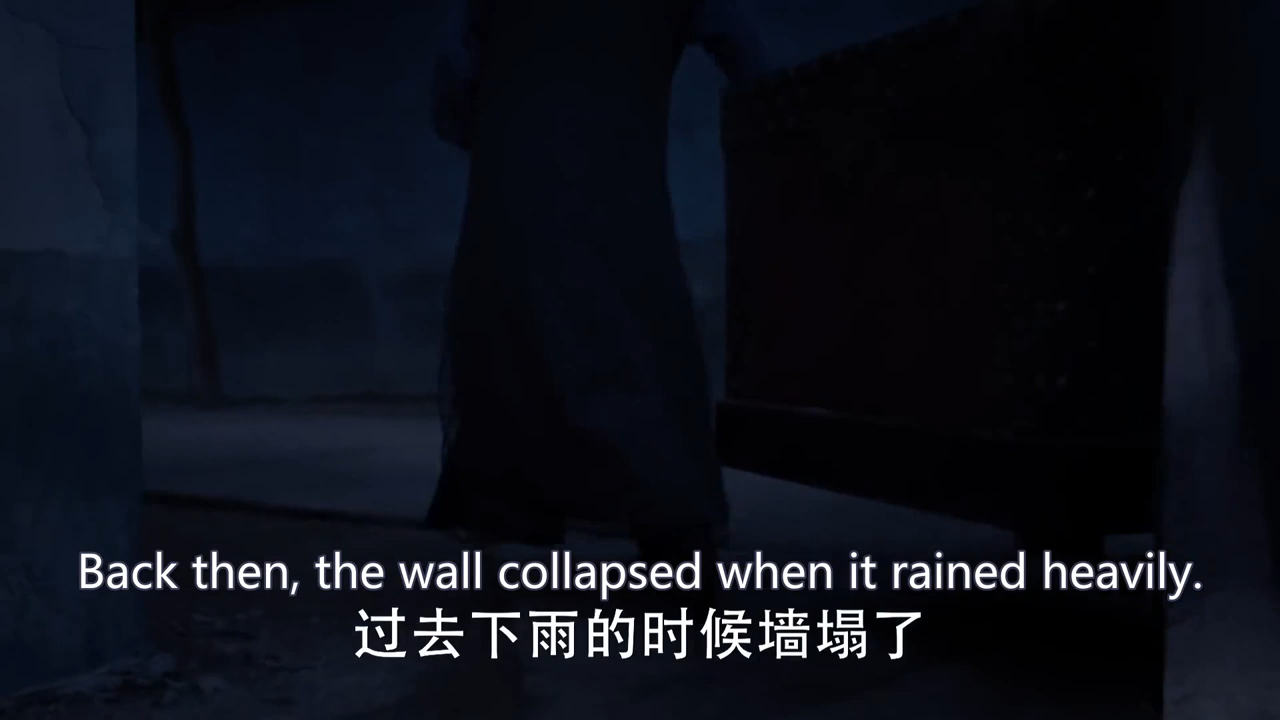 Back then, the wall collapsed when it rained heavily.
过去下雨的时候墙塌了